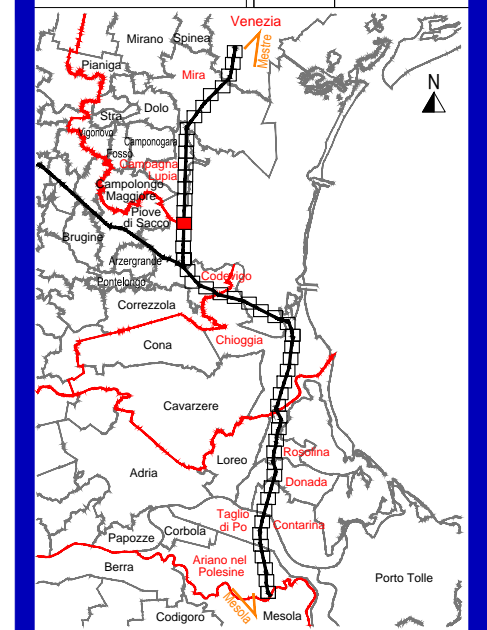 Venezia
Mirano
Spinea
Mestre
Pianiga
Mira
N
Stra
Dolo
Vigonovo
Camponogara
Fosso
Campagna
Lupia
Campolongo
Maggiore
Piove
di Sacco
Brugine
Arzergrande
Codevigo
Pontelongo
Correzzola
Chioggia
Cona
Cavarzere
Loreo
Rosolina
Adria
Donada
Taglio
di Po
Contarina
Corbola
Papozze
Berra
Ariano nel
Polesine
Porto Tolle
Mesola
Mesola
Codigoro